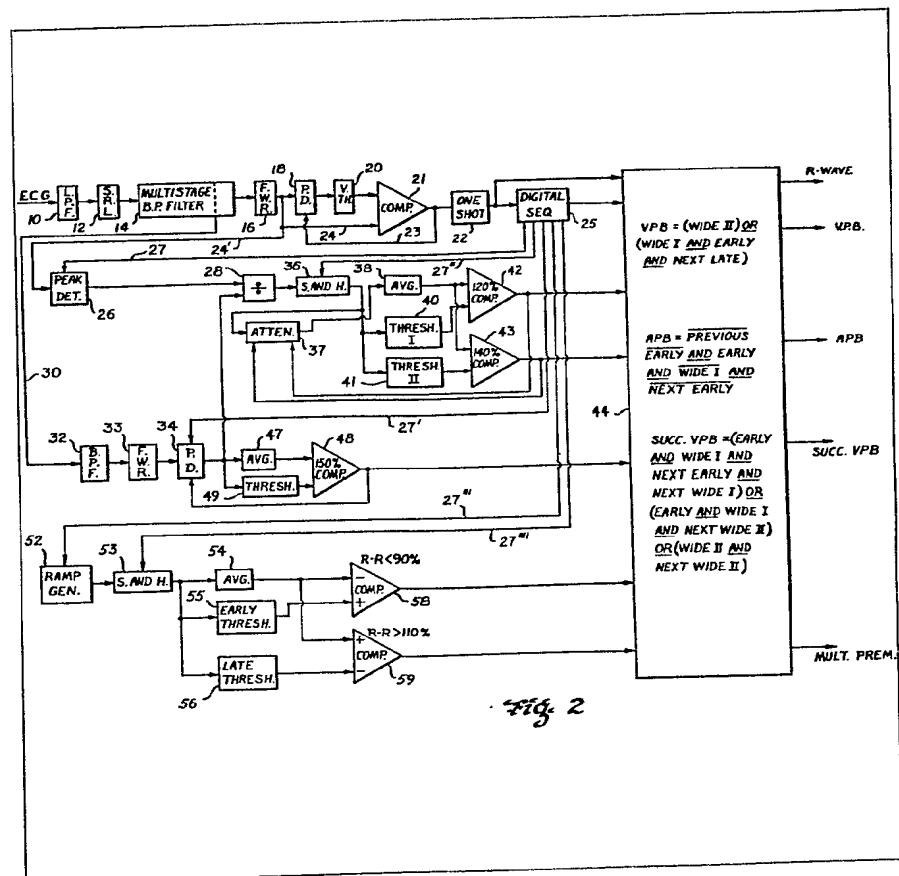 ECG
L.P.F.
10
S.R.L.
12
MULTISTAGE
B.P. FILTER
14
F.W.R.
16
18
P.D.
20
V.TH.
21
COMP.
ONE
SHOT
22
DIGITAL
SEQ.
25
23
24
24'
27
PEAK
DET.
26
28
÷
36
S. AND H.
38
AVG.
27"
42
120%
COMP.
40
THRESH.
I
43
140%
COMP.
ATTEN.
37
THRESH
II
41
30
27'
32
B.P.F.
33
F.W.R.
34
P.D.
47
AVG.
48
150%
COMP.
49
THRESH.
27"'
27""
52
RAMP
GEN.
53
S. AND H.
54
AVG.
55
EARLY
THRESH.
LATE
THRESH.
56
R-R<90%
-
+
COMP.
58
R-R>110%
+
-
COMP.
59
44
VPB = (WIDE II) OR
(WIDE I AND EARLY
AND NEXT LATE)
APB = PREVIOUS
EARLY AND EARLY
AND WIDE I AND
NEXT EARLY
SUCC. VPB = (EARLY
AND WIDE I AND
NEXT EARLY AND
NEXT WIDE I) OR
(EARLY AND WIDE I
AND NEXT WIDE II)
OR (WIDE II AND
NEXT WIDE II)
R-WAVE
V.P.B.
APB
SUCC. VPB
MULT. PREM.
Fig. 2